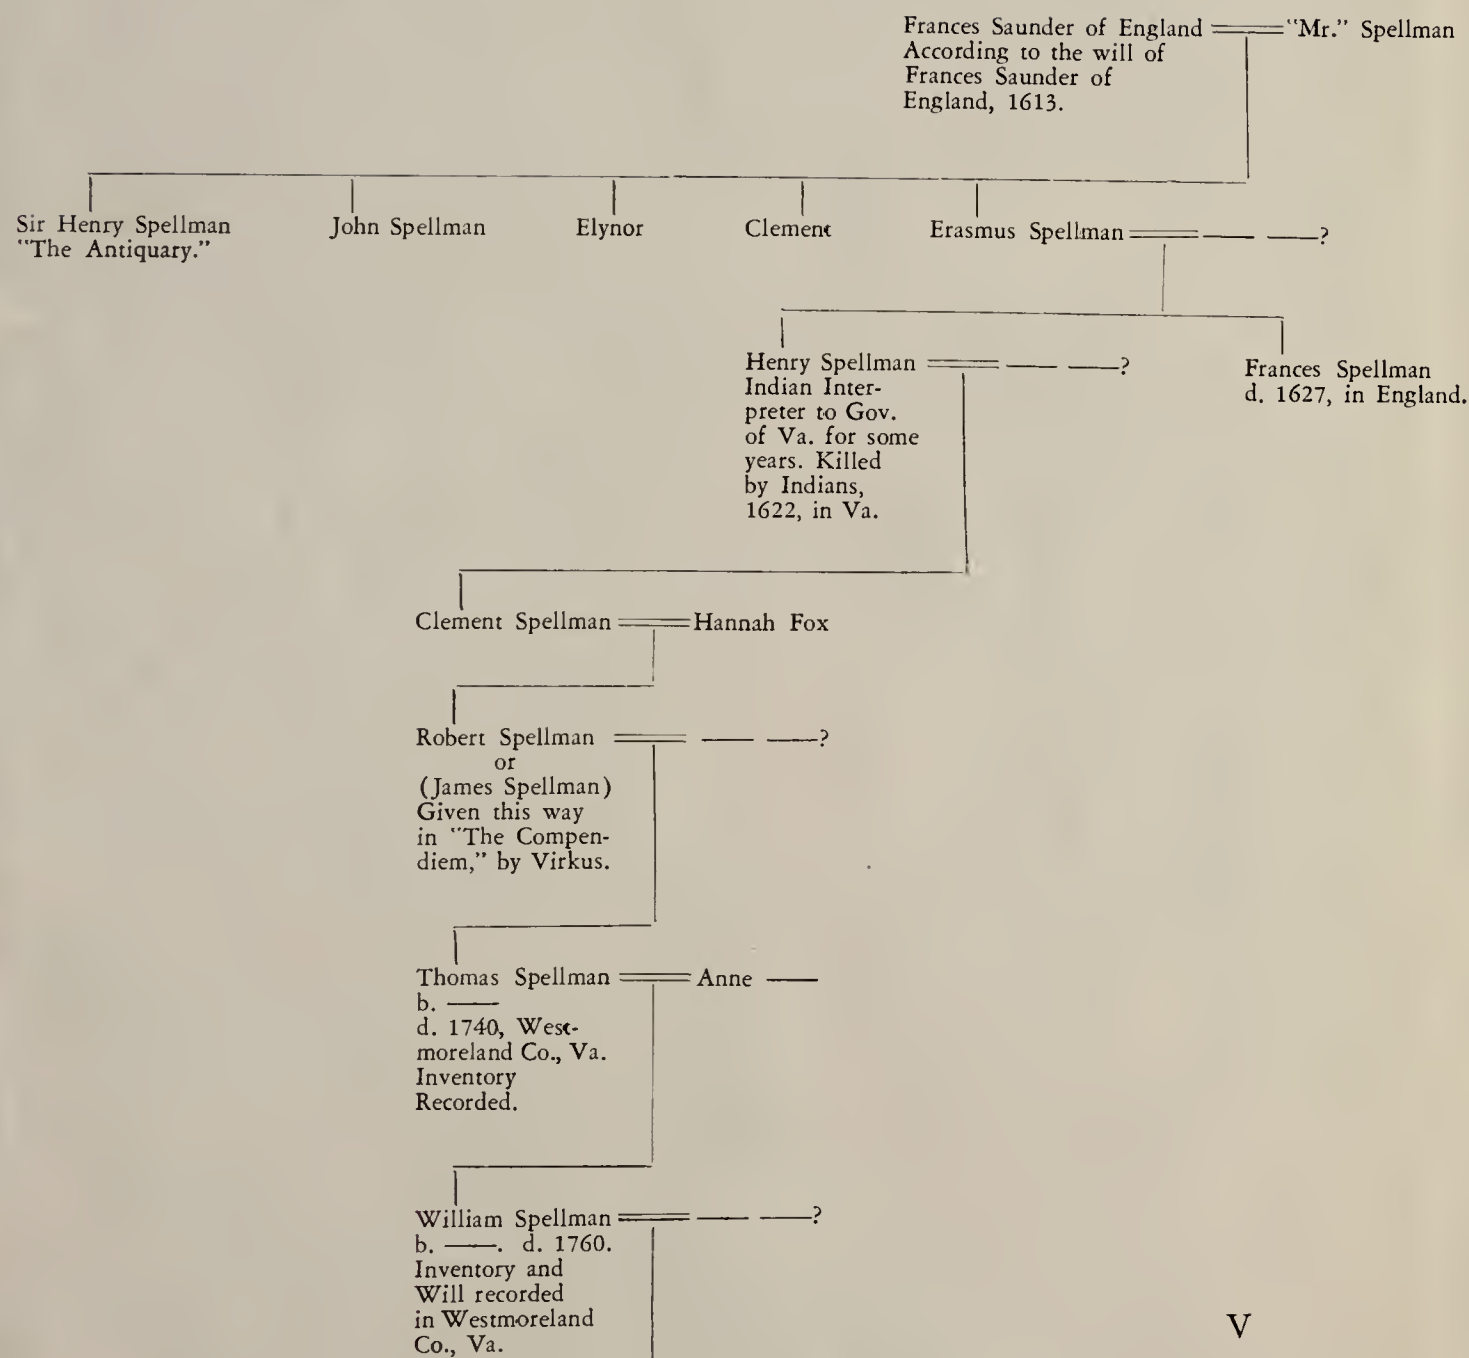 Frances Saunder of England "Mr." Spellman
According to the will of
Frances Saunder of
England, 1613.
Sir Henry Spellman
"The Antiquary."
John Spellman
Elynor
Clement
Erasmus Spellman — —?
Henry Spellman — —?
Indian Inter-
preter to Gov.
of Va. for some
years. Killed
by Indians,
1622, in Va.
Frances Spellman
d. 1627, in England.
Clement Spellman Hannah Fox
Robert Spellman — —?
or
(James Spellman)
Given this way
in "The Compen-
diem," by Virkus.
Thomas Spellman Anne —
b. —
d. 1740, West-
moreland Co., Va.
Inventory
Recorded.
William Spellman — —?
b. —. d. 1760.
Inventory and
Will recorded
in Westmoreland
Co., Va.
V